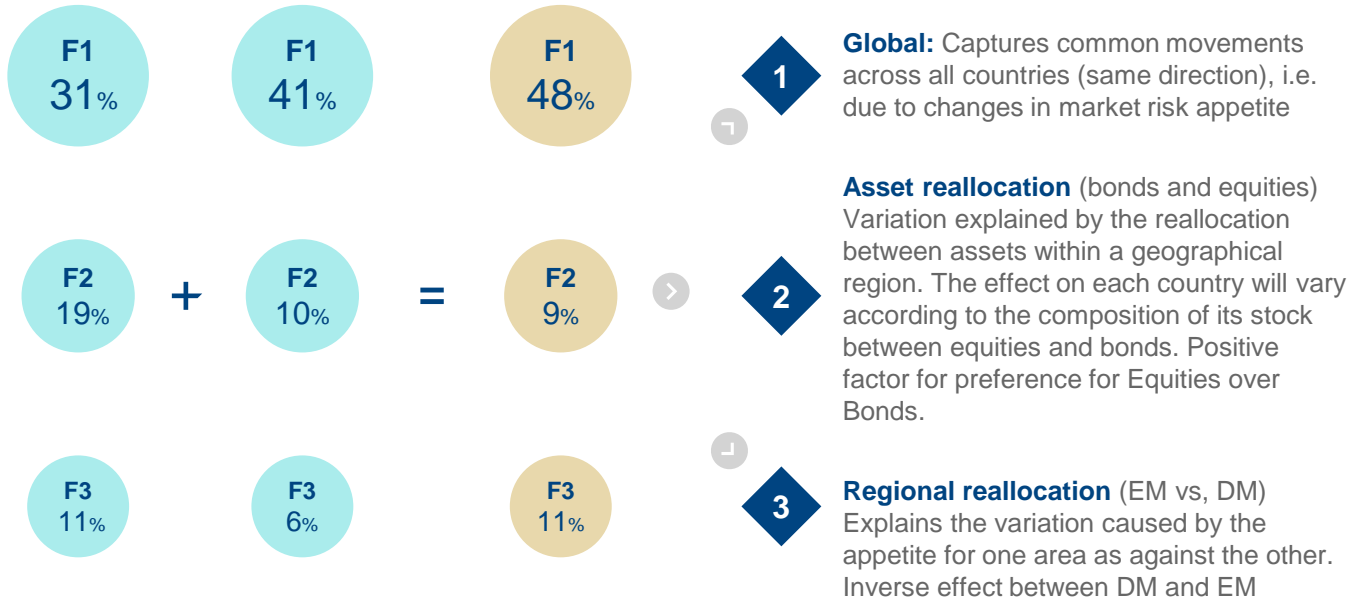 F1
31%
F1
41%
F1
48%
1
Global: Captures common movements
across all countries (same direction), i.e.
due to changes in market risk appetite
F2
19%
+
F2
10%
=
F2
9%
2
Asset reallocation (bonds and equities)
Variation explained by the reallocation
between assets within a geographical
region. The effect on each country will vary
according to the composition of its stock
between equities and bonds. Positive
factor for preference for Equities over
Bonds.
F3
11%
F3
6%
F3
11%
3
Regional reallocation (EM vs, DM)
Explains the variation caused by the
appetite for one area as against the other.
Inverse effect between DM and EM